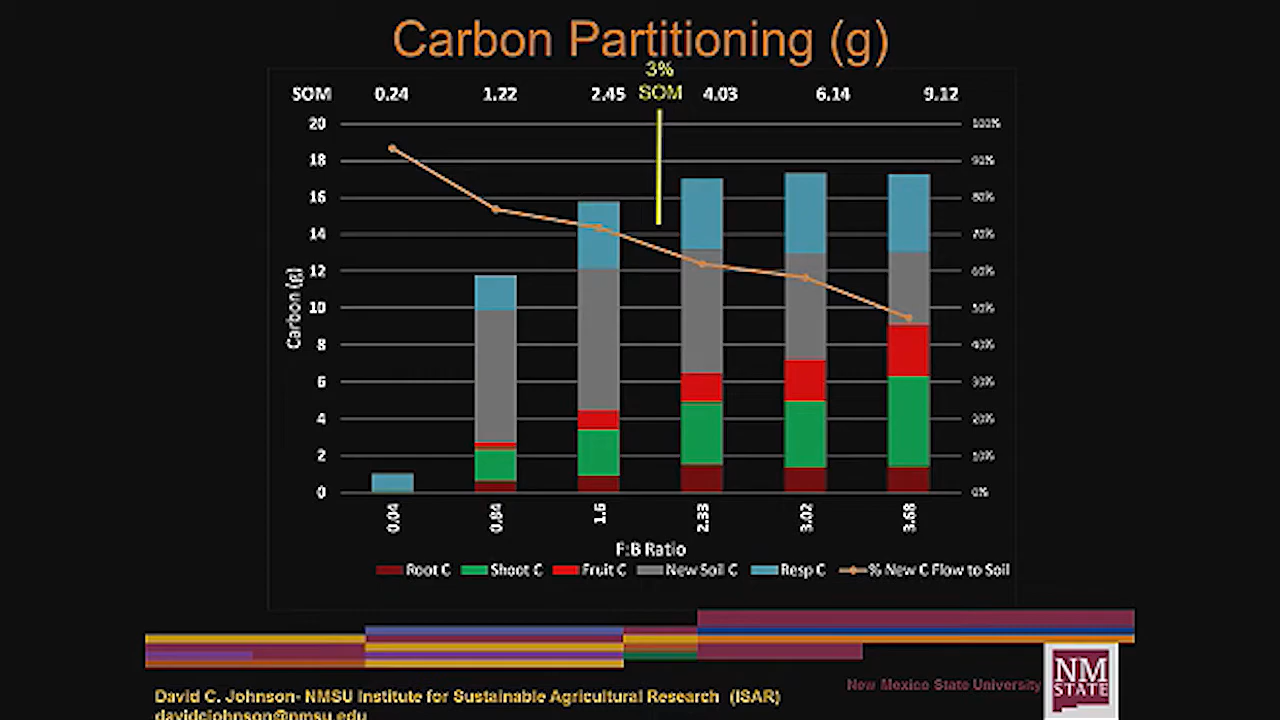 Carbon Partitioning (g)
3%
SOM 0.24 1.22 2.45 SOM 4.03 6.14 9.12
20 100%
18 90%
16 80%
14 70%
12 60%
10 50%
8 40%
6 30%
4 20%
2 10%
0 0%
Carbon (g)
0.04 0.84 1.6 2.33 3.02 3.68
F:B Ratio
Root C Shoot C Fruit C New Soil C Resp C % New C Flow to Soil
New Mexico State University
NM
STATE
David C. Johnson- NMSU Institute for Sustainable Agricultural Research (ISAR)
davidcjohnson@nmsu.edu